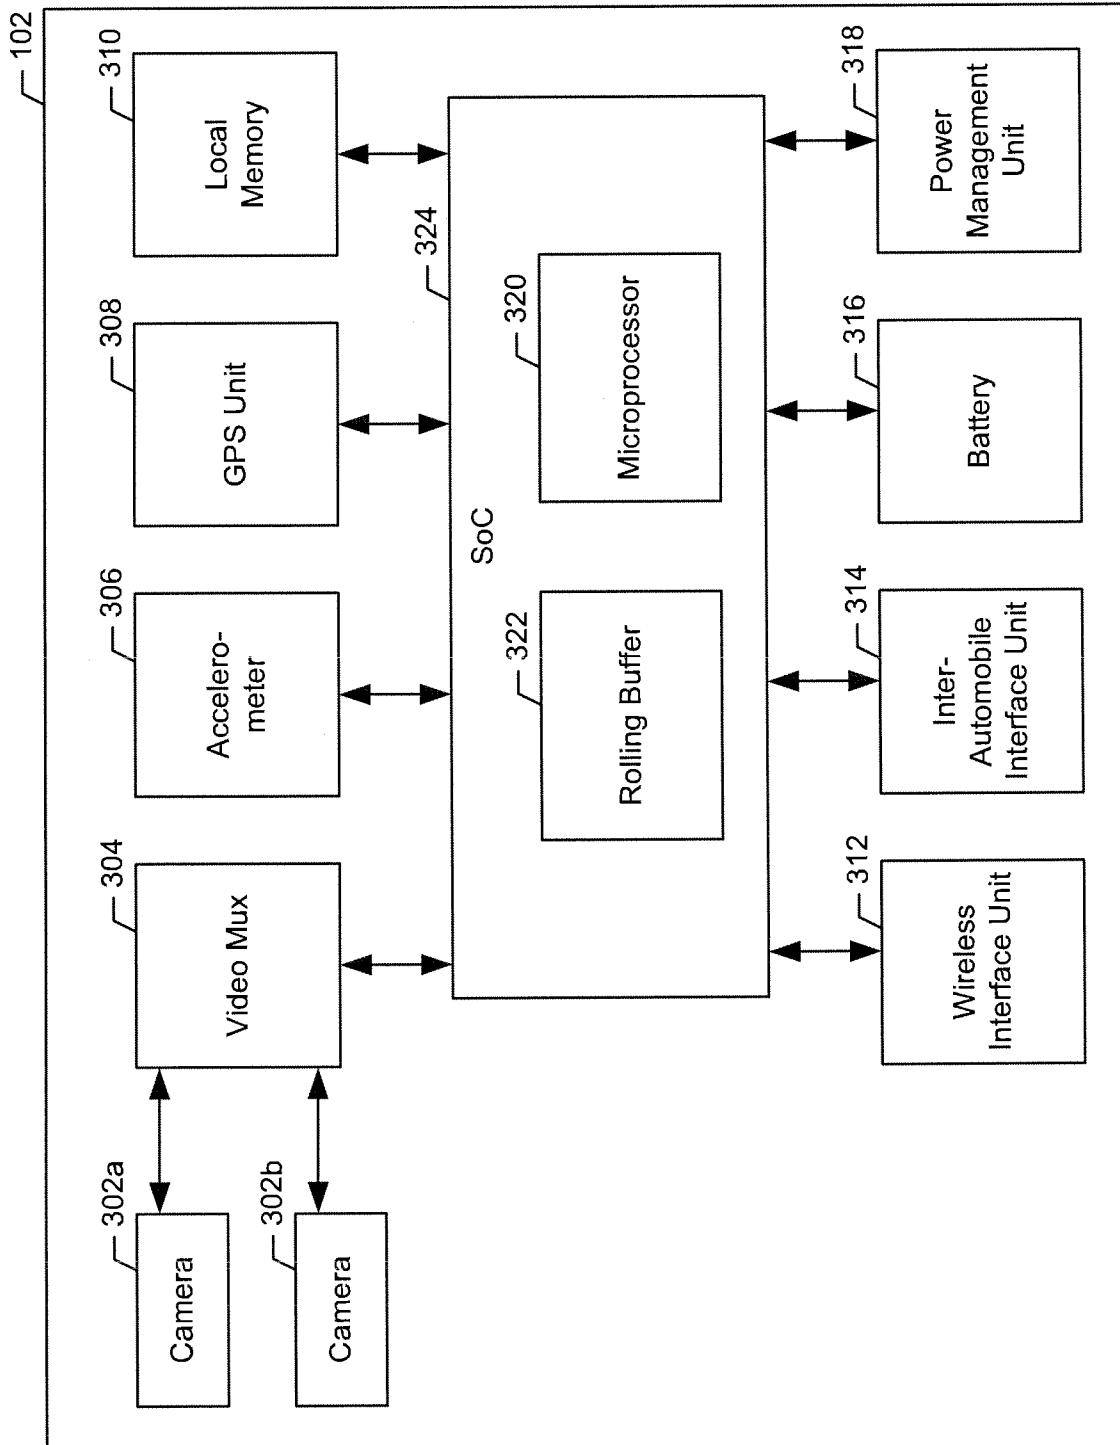 102
302a
Camera
302b
Camera
304
Video Mux
306
Accelero-
meter
308
GPS Unit
310
Local
Memory
324
SoC
322
Rolling Buffer
320
Microprocessor
312
Wireless
Interface Unit
314
Inter-
Automobile
Interface Unit
316
Battery
318
Power
Management
Unit